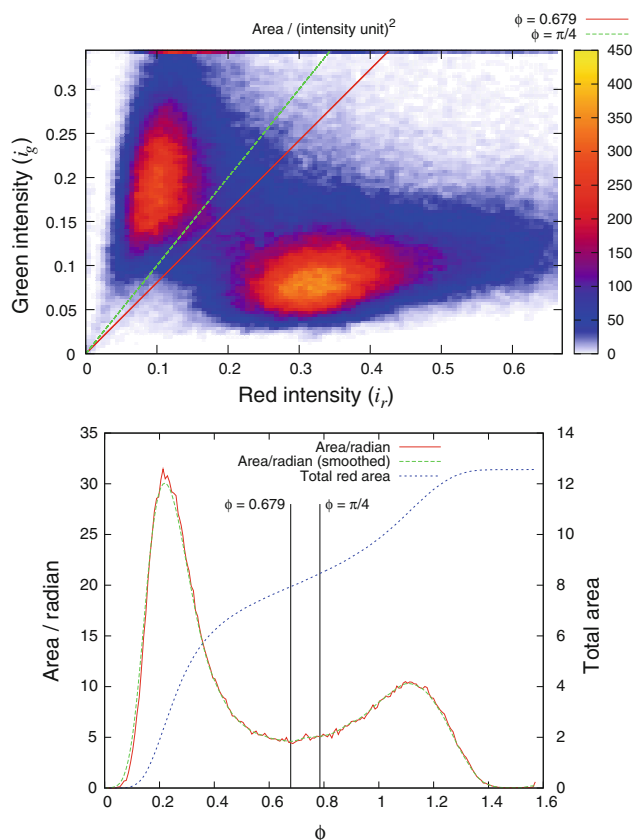 Area / (intensity unit)²
ϕ = 0.679
ϕ = π/4
Green intensity (i_g)
0.3
0.25
0.2
0.15
0.1
0.05
0
0 0.1 0.2 0.3 0.4 0.5 0.6
Red intensity (i_r)
450
400
350
300
250
200
150
100
50
0
Area/radian
Area/radian (smoothed)
Total red area
ϕ = 0.679
ϕ = π/4
Area / radian
35
30
25
20
15
10
5
0
14
12
10
8
6
4
2
0
Total area
0 0.2 0.4 0.6 0.8 1.0 1.2 1.4 1.6
ϕ